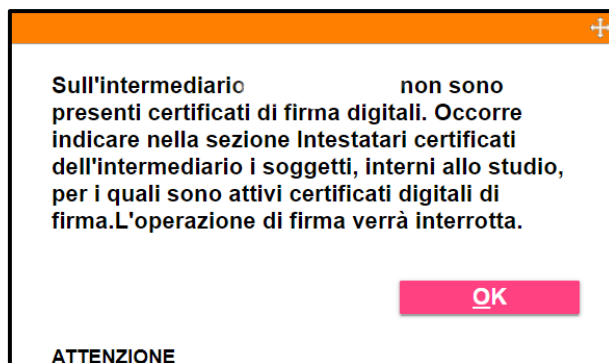 Sull'intermediario non sono
presenti certificati di firma digitali. Occorre
indicare nella sezione Intestatari certificati
dell'intermediario i soggetti, interni allo studio,
per i quali sono attivi certificati digitali di
firma.L'operazione di firma verrà interrotta.
OK
ATTENZIONE